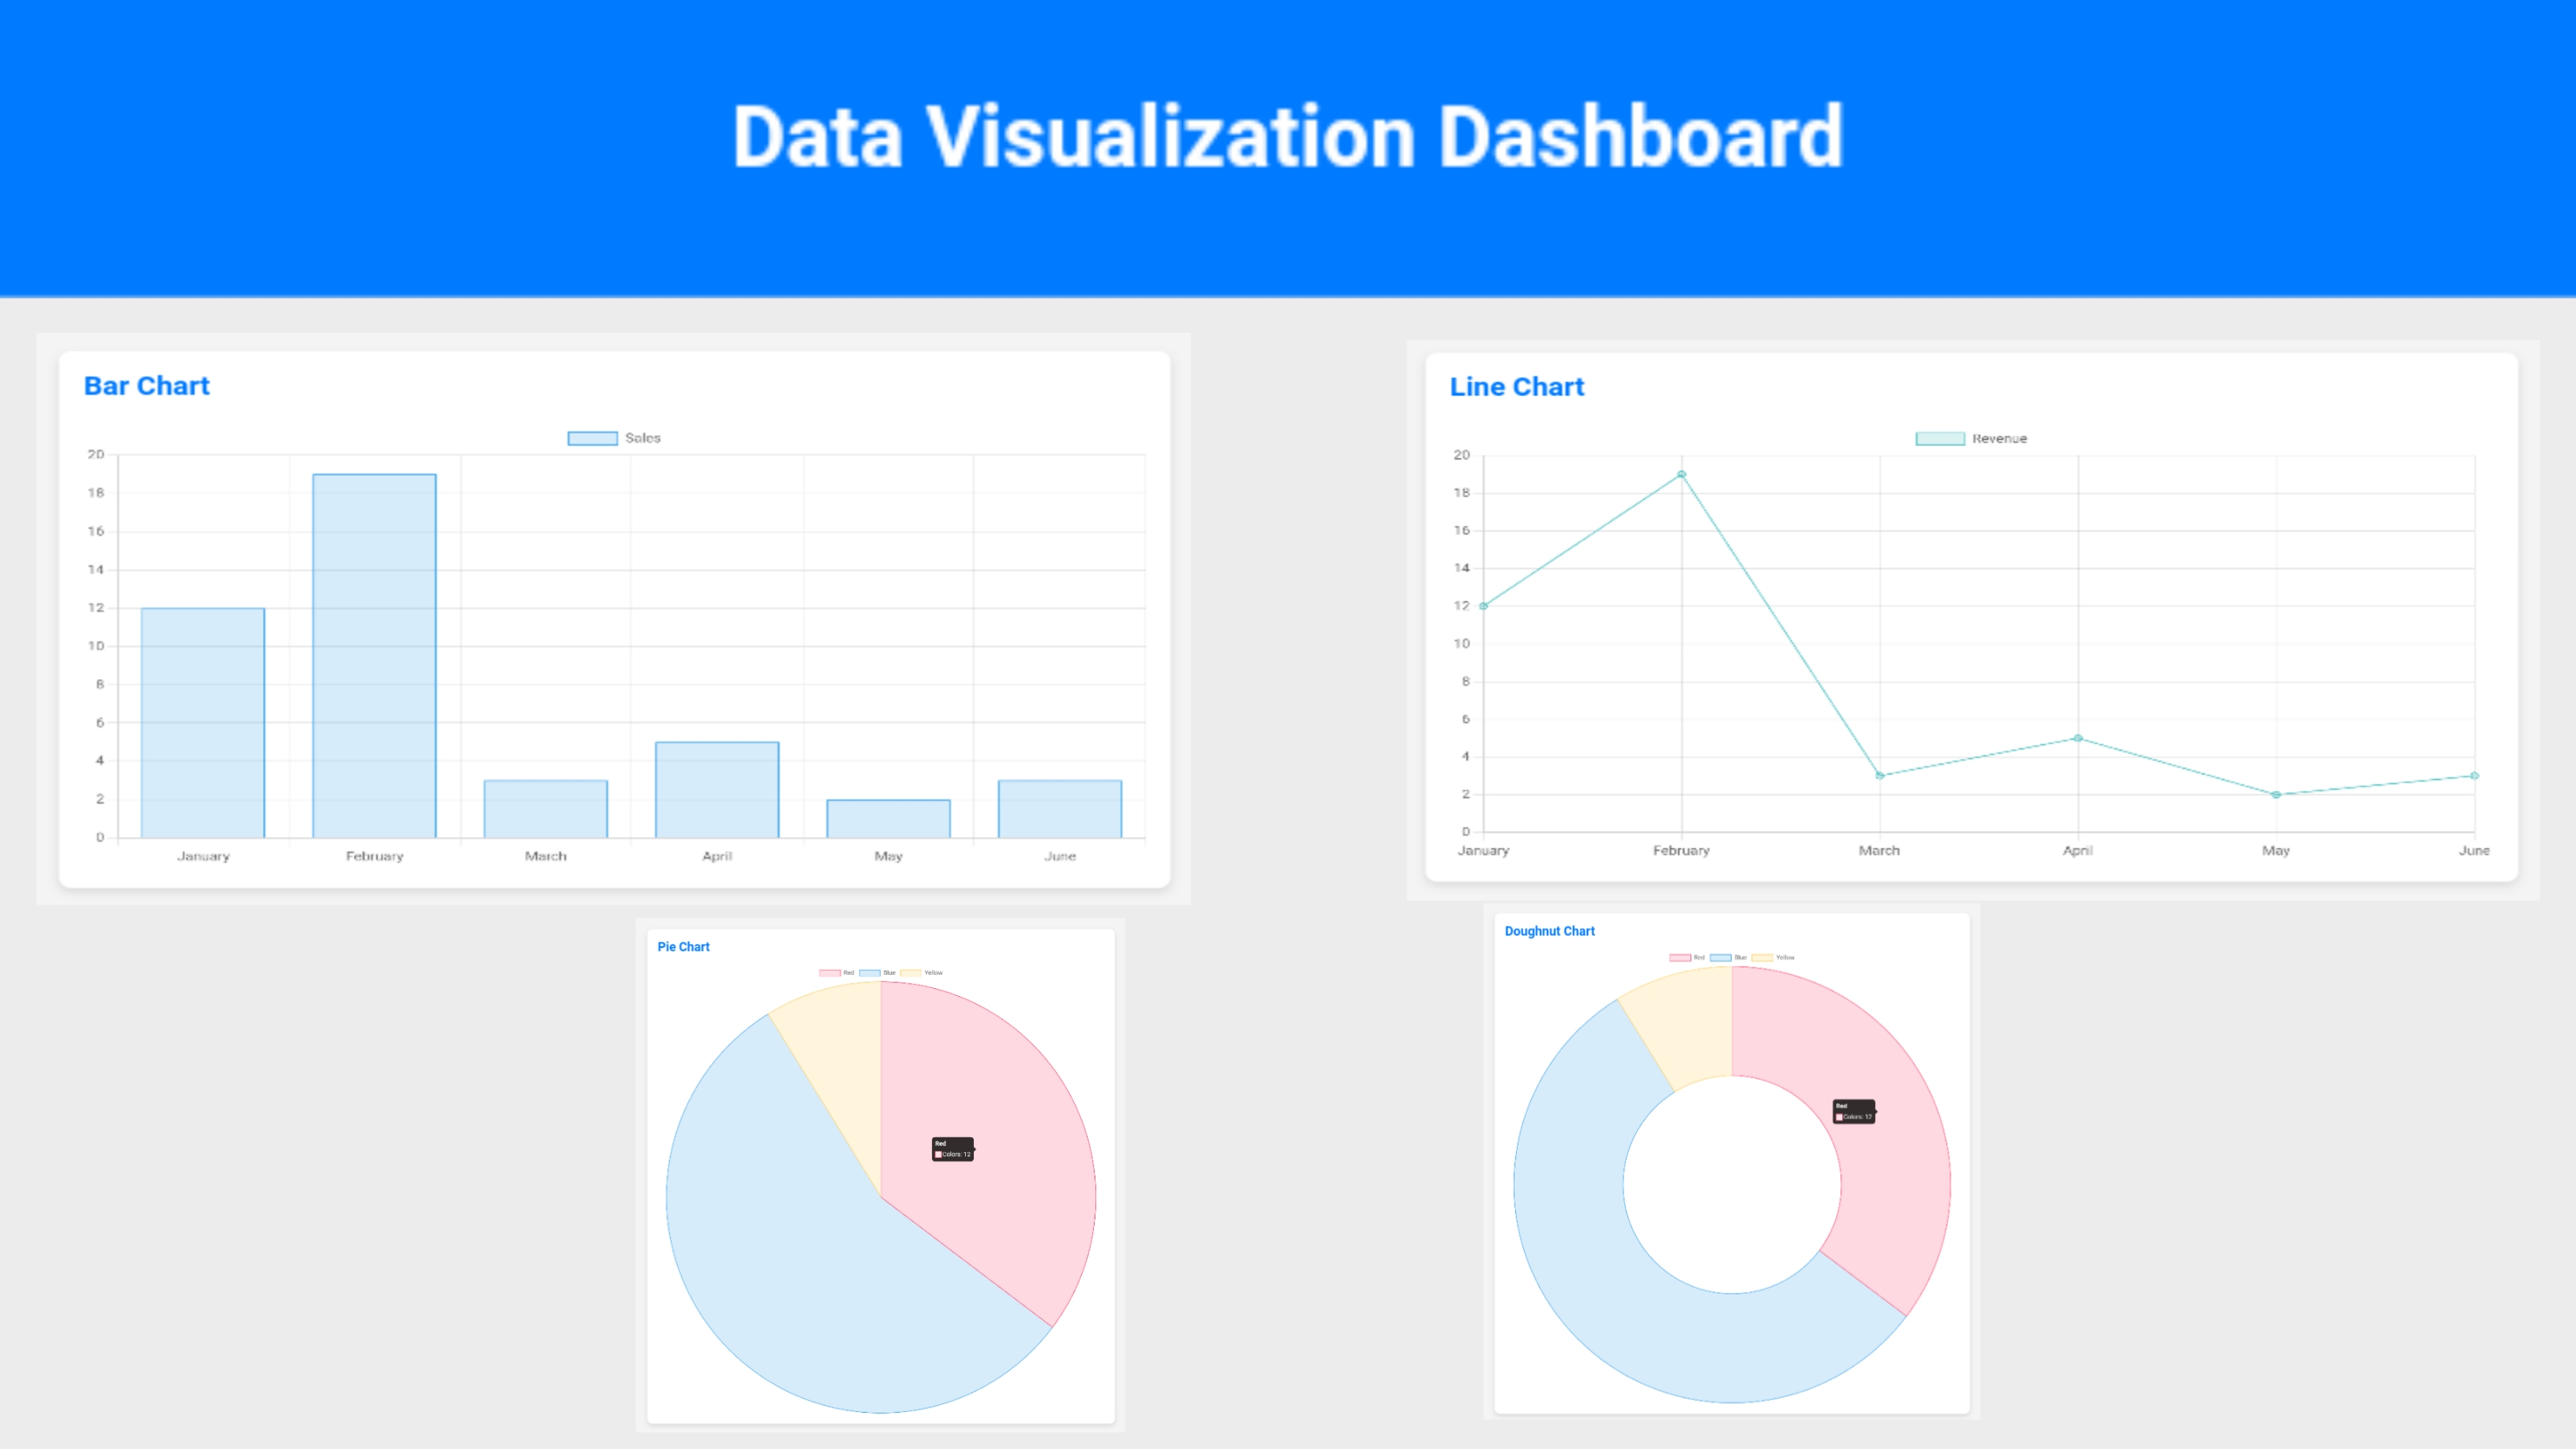 Data Visualization Dashboard
Bar Chart
Sales
20
18
16
14
12
10
8
6
4
2
0
January February March April May June
Line Chart
Revenue
20
18
16
14
12
10
8
6
4
2
0
January February March April May June
Pie Chart
Red Blue Yellow
Red
Colors: 12
Doughnut Chart
Red Blue Yellow
Red
Colors: 12